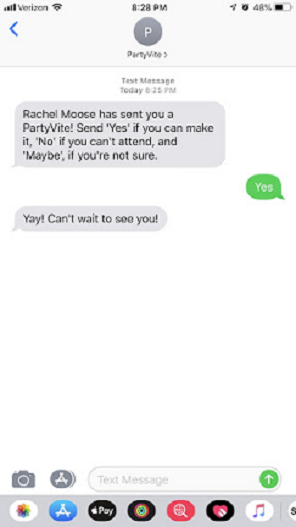 Verizon 8:28 PM 48%
P
PartyVite >
Text Message
Today 8:25 PM
Rachel Moose has sent you a
PartyVite! Send 'Yes' if you can make
it, 'No' if you can't attend, and
'Maybe', if you're not sure.
Yes
Yay! Can't wait to see you!
Text Message
Pay
S